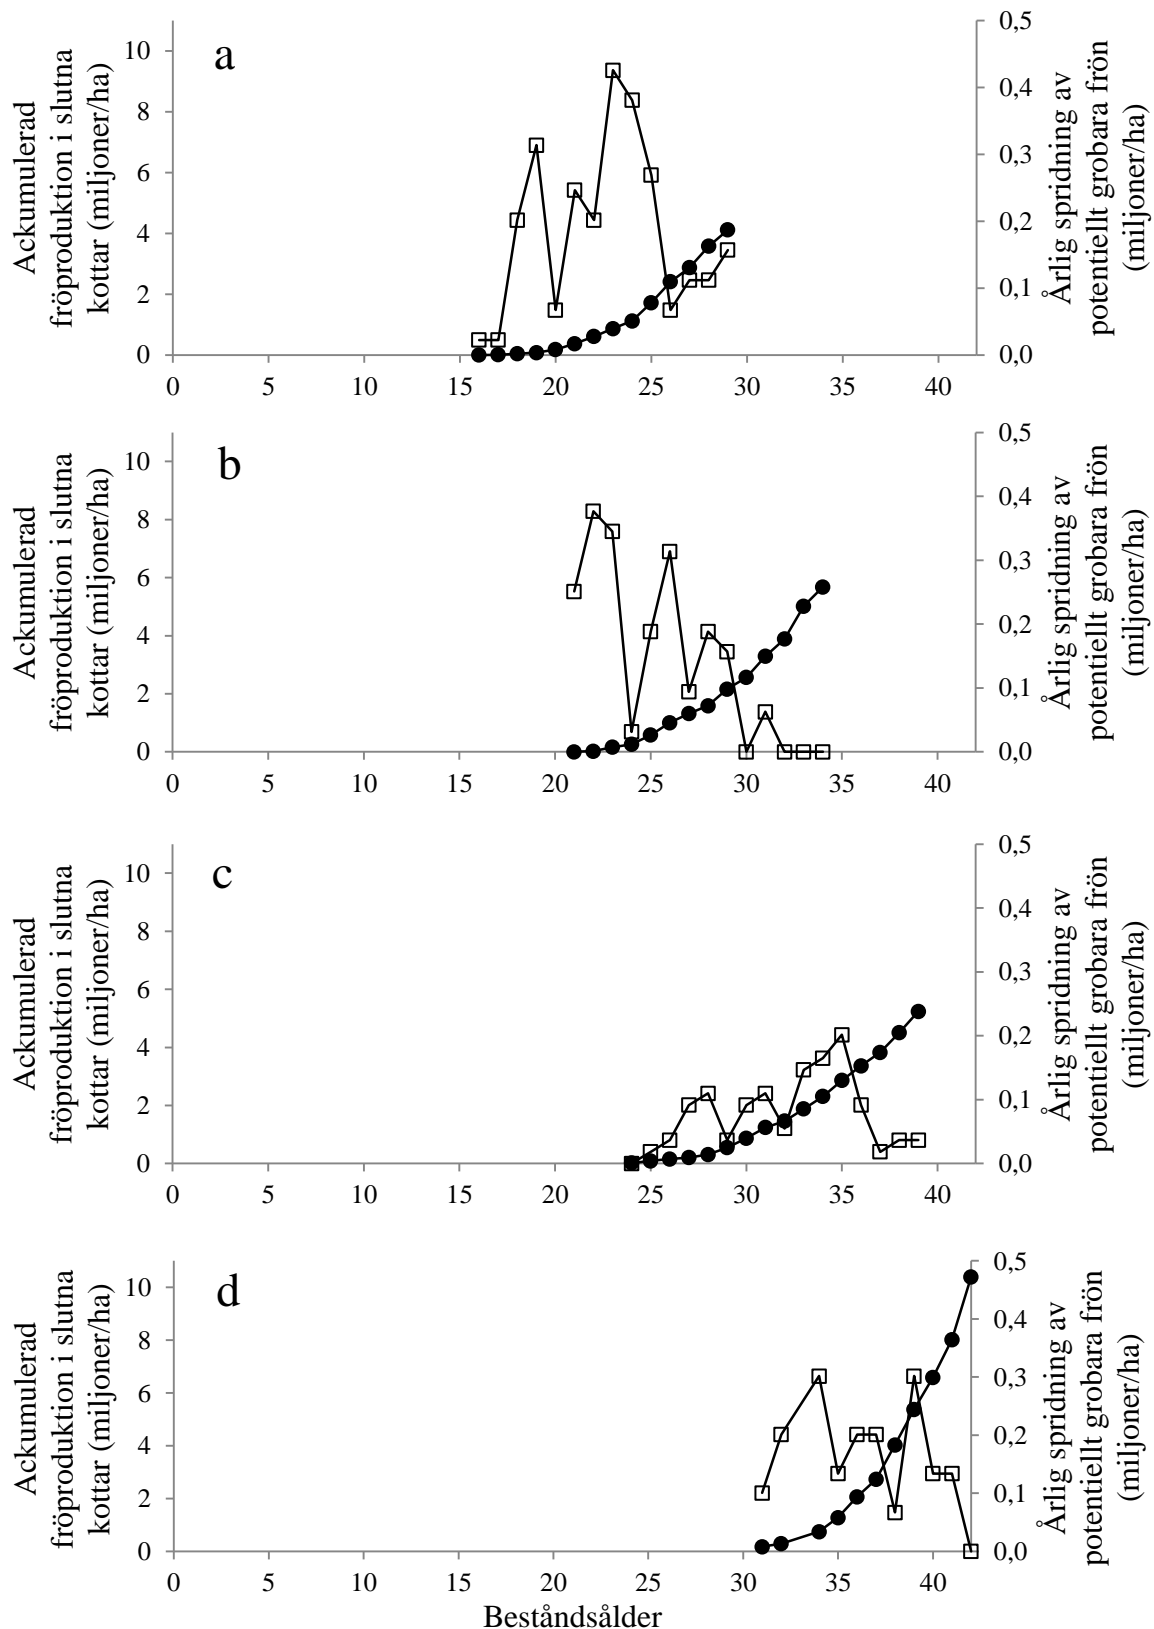 a
Ackumulerad
fröproduktion i slutna
kottar (miljoner/ha)
10
8
6
4
2
0
0 5 10 15 20 25 30 35 40
0,5
0,4
0,3
0,2
0,1
0,0
Årlig spridning av
potentiellt grobara frön
(miljoner/ha)
b
Ackumulerad
fröproduktion i slutna
kottar (miljoner/ha)
10
8
6
4
2
0
0 5 10 15 20 25 30 35 40
0,5
0,4
0,3
0,2
0,1
0,0
Årlig spridning av
potentiellt grobara frön
(miljoner/ha)
c
Ackumulerad
fröproduktion i slutna
kottar (miljoner/ha)
10
8
6
4
2
0
0 5 10 15 20 25 30 35 40
0,5
0,4
0,3
0,2
0,1
0,0
Årlig spridning av
potentiellt grobara frön
(miljoner/ha)
d
Ackumulerad
fröproduktion i slutna
kottar (miljoner/ha)
10
8
6
4
2
0
0 5 10 15 20 25 30 35 40
0,5
0,4
0,3
0,2
0,1
0,0
Årlig spridning av
potentiellt grobara frön
(miljoner/ha)
Beståndsålder